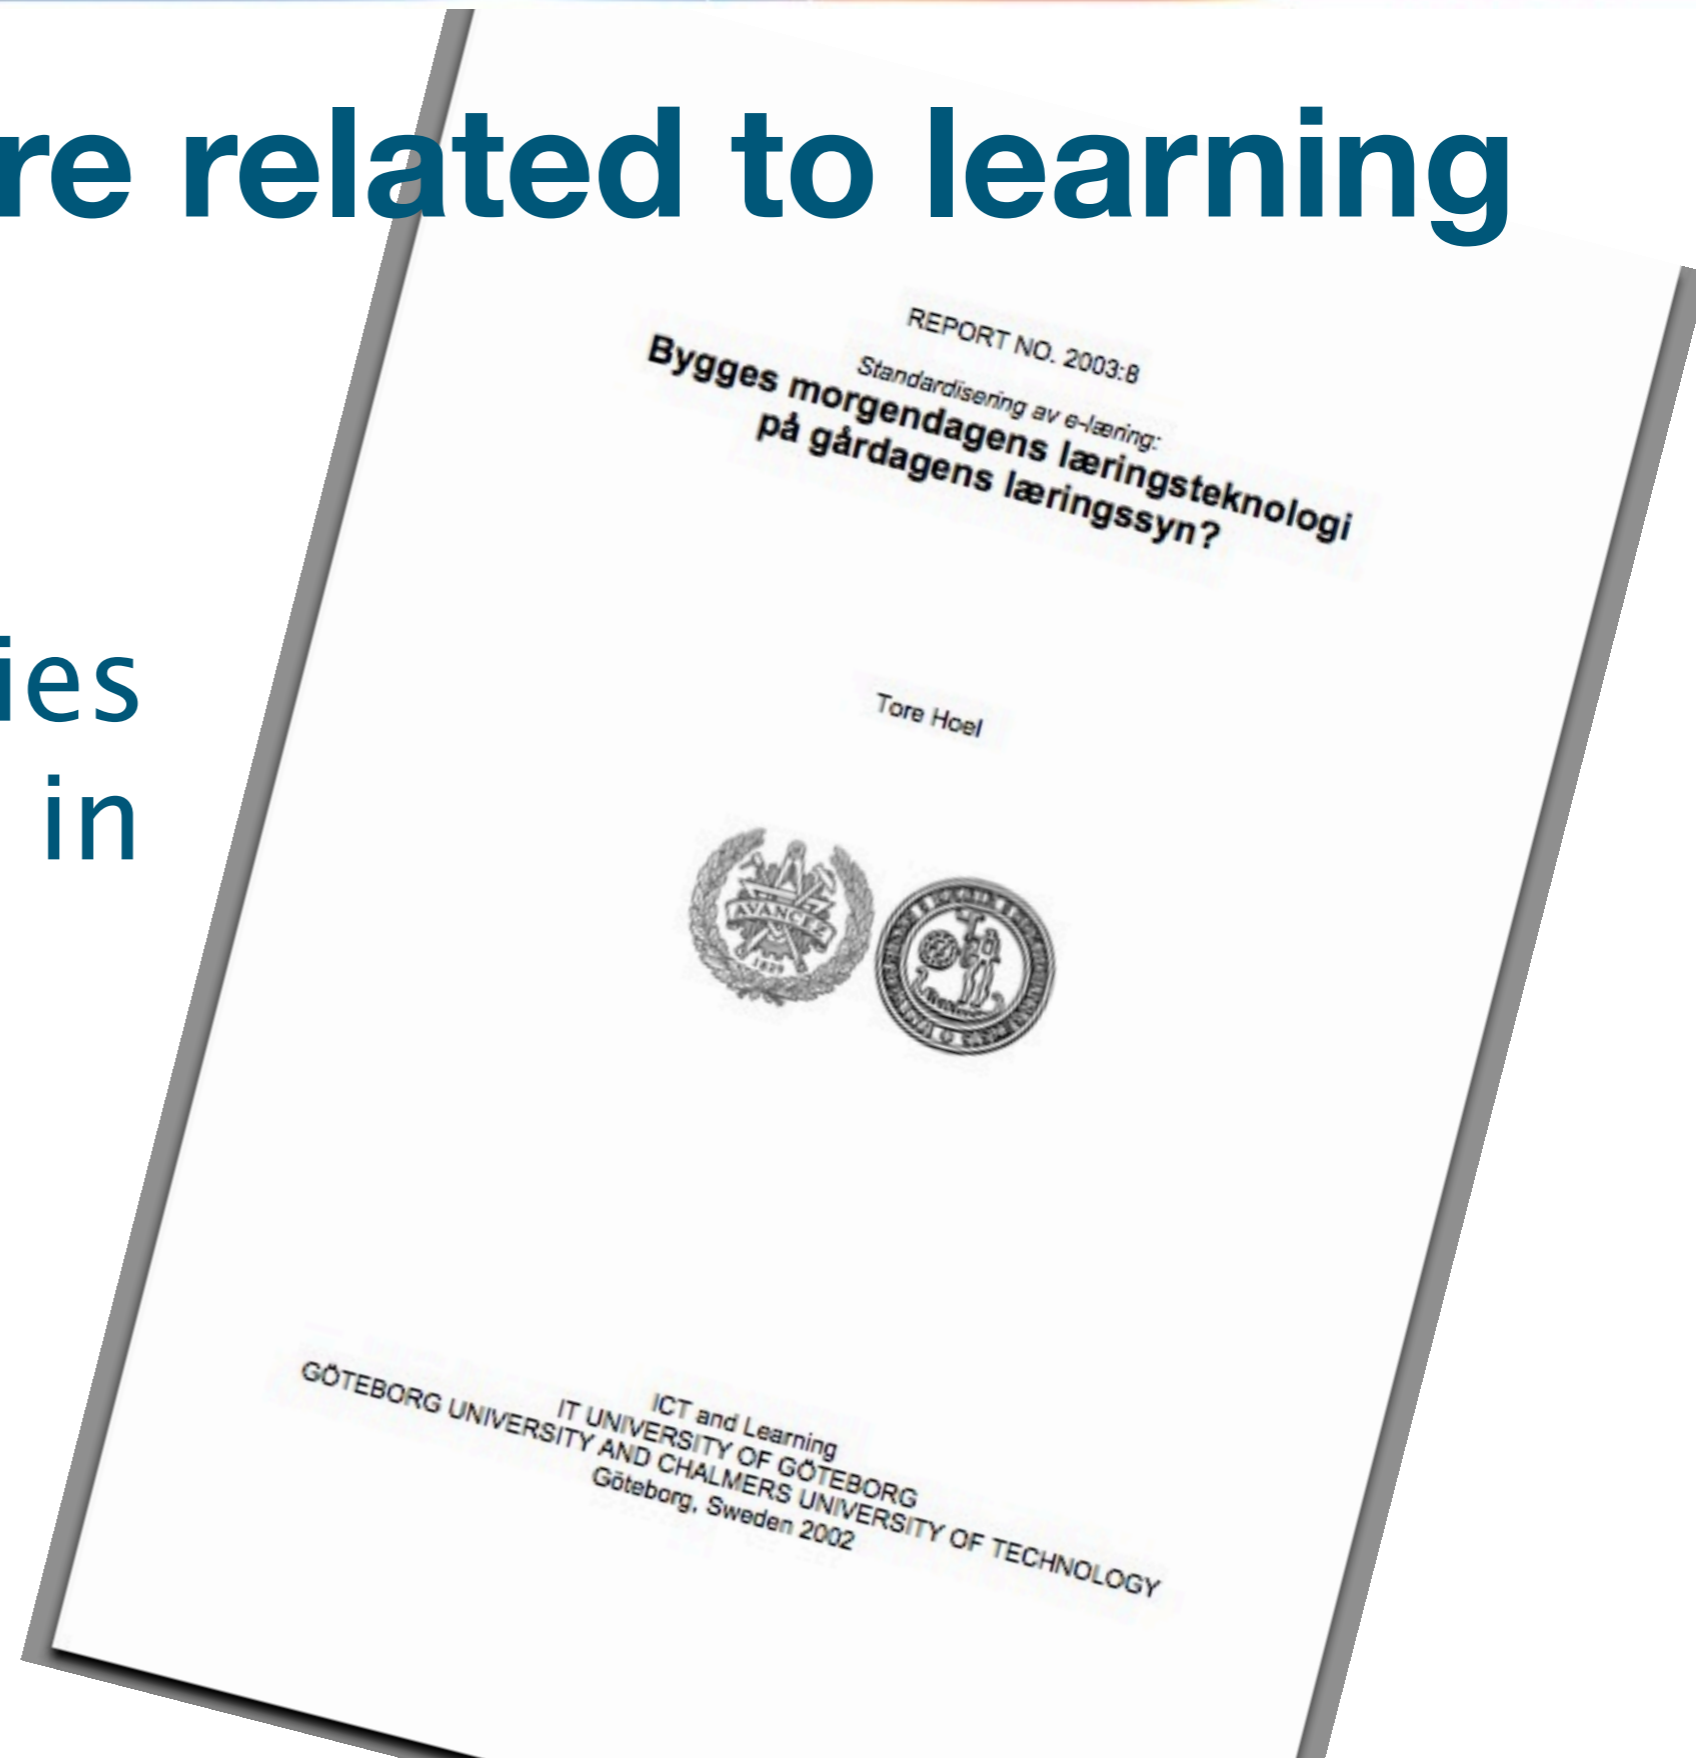 re related to learning
ies
in
REPORT NO. 2003:8
Standardisering av e-læring:
Bygges morgendagens læringsteknologi
på gårdagens læringssyn?
Tore Hoel
AVANCEZ
1829
ICT and Learning
IT UNIVERSITY OF GÖTEBORG
GÖTEBORG UNIVERSITY AND CHALMERS UNIVERSITY OF TECHNOLOGY
Göteborg, Sweden 2002